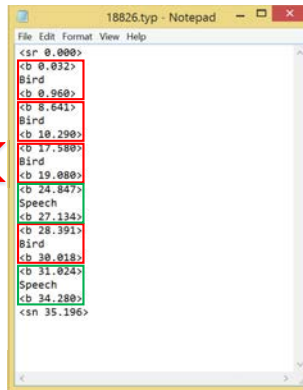 18826.typ - Notepad
File Edit Format View Help
<sr 0.000>
<b 0.032>
Bird
<b 0.960>
<b 8.641>
Bird
<b 10.290>
<b 17.580>
Bird
<b 19.080>
<b 24.847>
Speech
<b 27.134>
<b 28.391>
Bird
<b 30.018>
<b 31.024>
Speech
<b 34.280>
<sn 35.196>